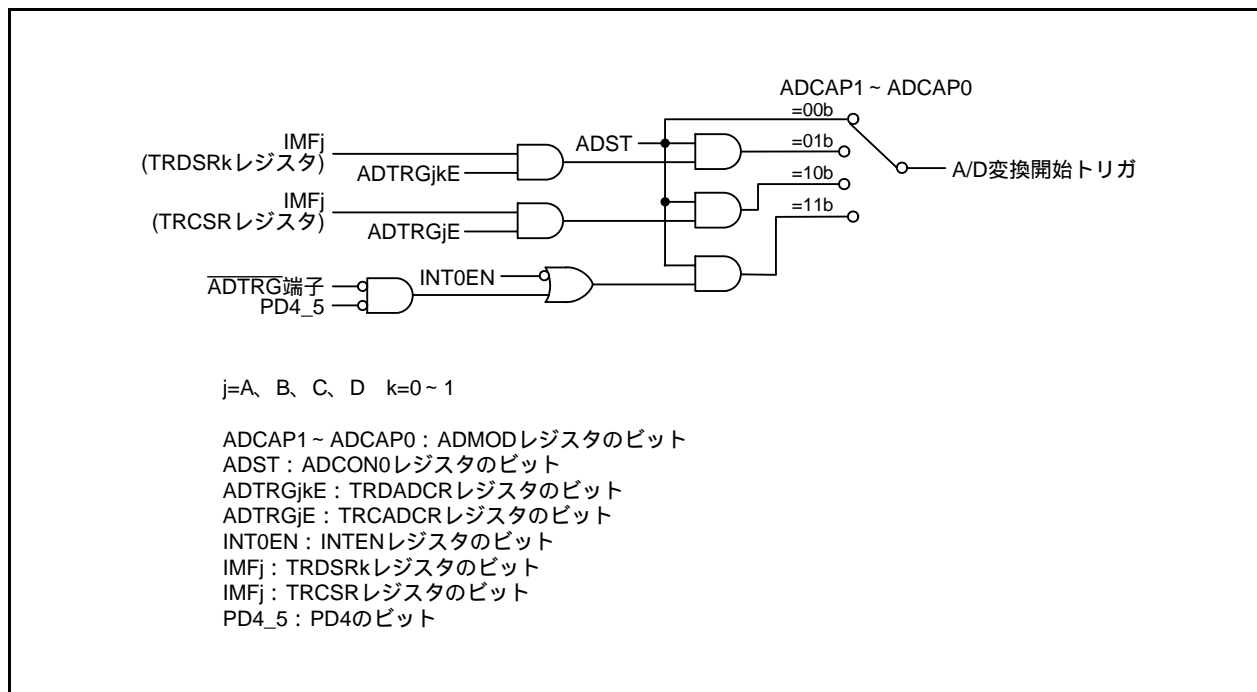 ADCAP1 ~ ADCAP0
=00b
IMFj
(TRDSRkレジスタ)
ADTRGjkE
ADST
=01b
A/D変換開始トリガ
=10b
IMFj
(TRCSRレジスタ)
ADTRGjE
=11b
ADTRG端子
PD4_5
INT0EN
j=A、B、C、D k=0 ~ 1
ADCAP1 ~ ADCAP0 : ADMODレジスタのビット
ADST : ADCON0レジスタのビット
ADTRGjkE : TRDADCRレジスタのビット
ADTRGjE : TRCADCRレジスタのビット
INT0EN : INTENレジスタのビット
IMFj : TRDSRkレジスタのビット
IMFj : TRCSRレジスタのビット
PD4_5 : PD4のビット